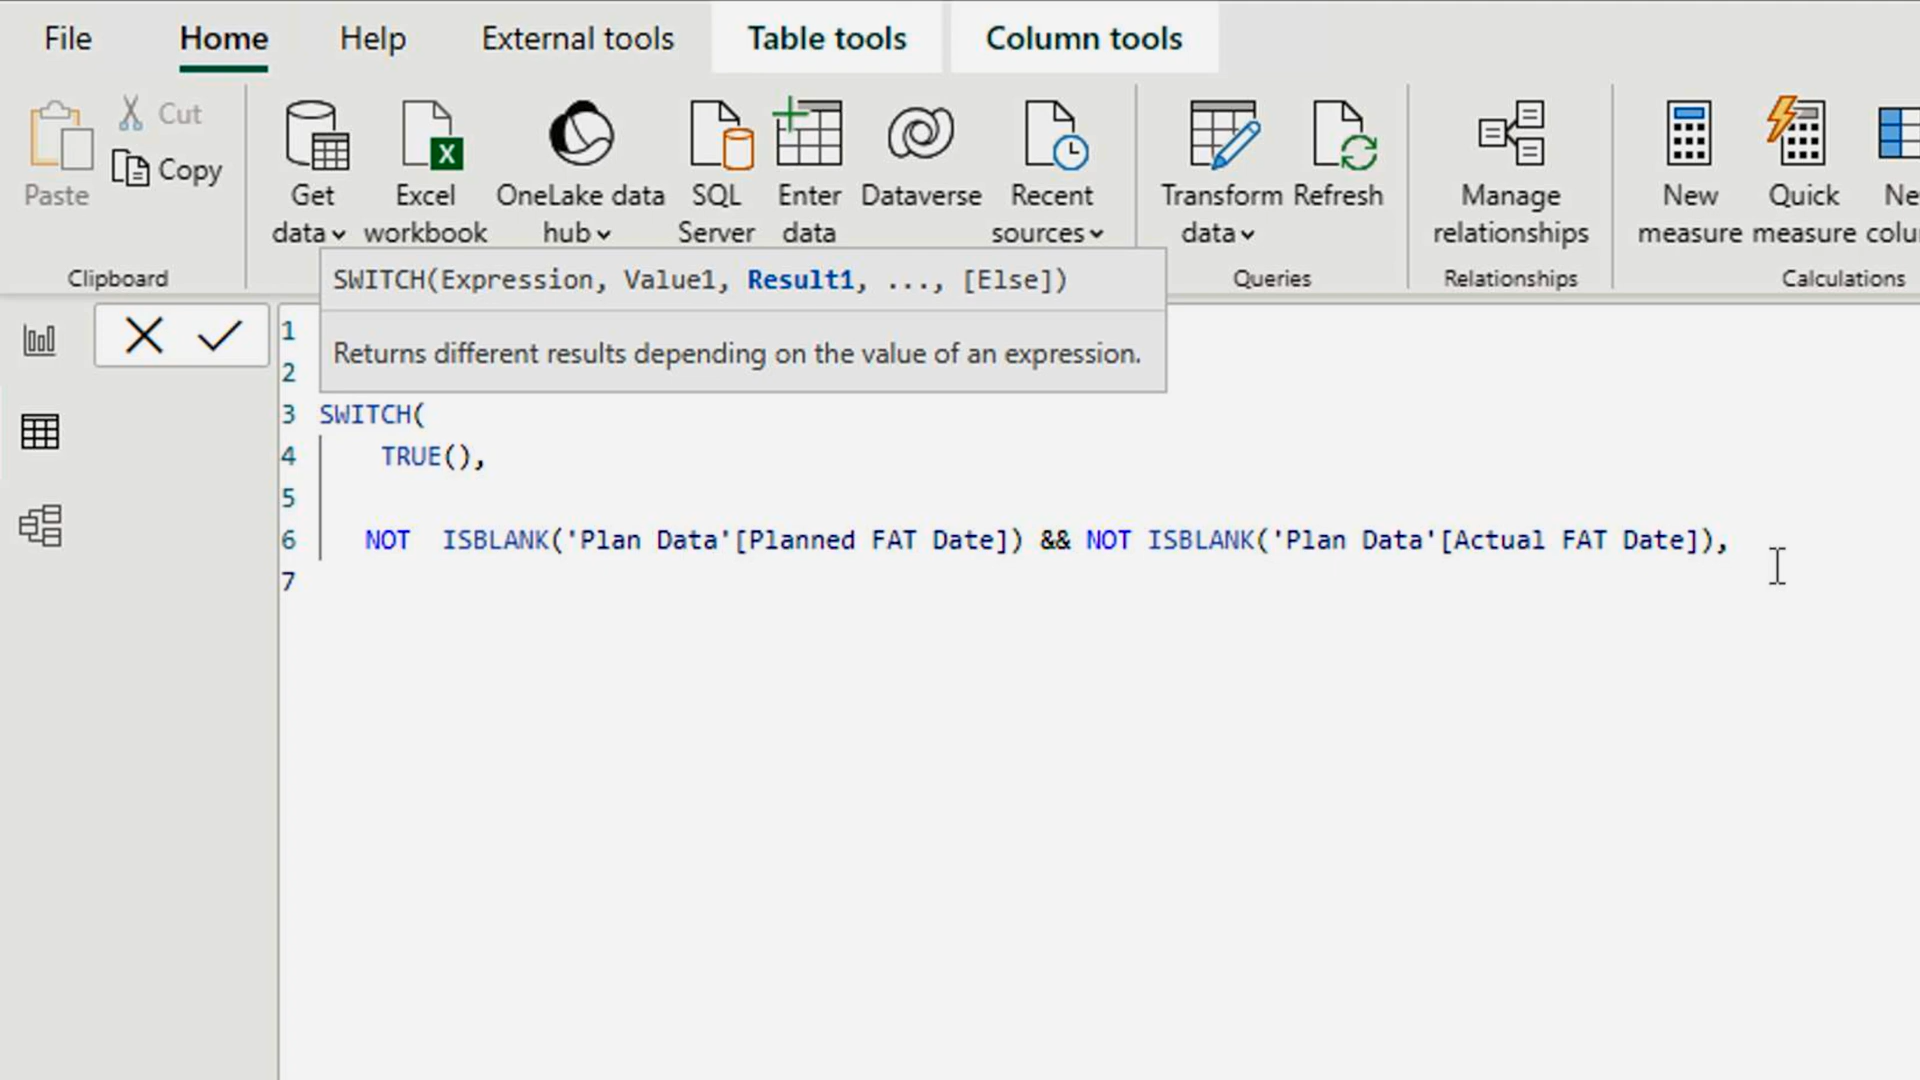 File Home Help External tools Table tools Column tools
Cut
Copy
Paste
Get data
Excel workbook
OneLake data hub
SQL Server
Enter data
Dataverse
Recent sources
Transform data
Refresh
Manage relationships
New measure
Quick measure
Ne
colu
Clipboard
Queries
Relationships
Calculations
SWITCH(Expression, Value1, Result1, ..., [Else])
Returns different results depending on the value of an expression.
1
2
3 SWITCH(
4 TRUE(),
5
6 NOT ISBLANK('Plan Data'[Planned FAT Date]) && NOT ISBLANK('Plan Data'[Actual FAT Date]),
7